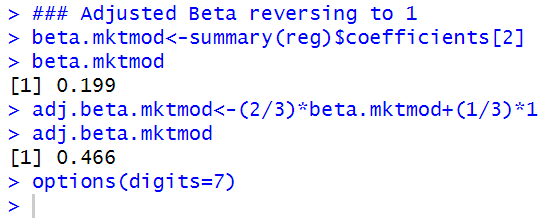 > ### Adjusted Beta reversing to 1
> beta.mktmod<-summary(reg)$coefficients[2]
> beta.mktmod
[1] 0.199
> adj.beta.mktmod<-(2/3)*beta.mktmod+(1/3)*1
> adj.beta.mktmod
[1] 0.466
> options(digits=7)
>